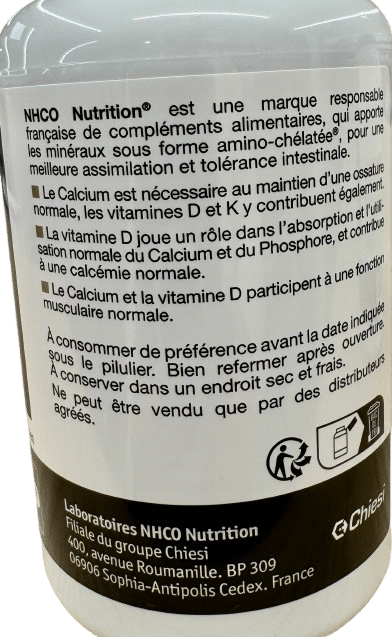 NHCO Nutrition® est une marque responsable
française de compléments alimentaires, qui apporte
les minéraux sous forme amino-chélatée®, pour une
meilleure assimilation et tolérance intestinale.
Le Calcium est nécessaire au maintien d'une ossature
normale, les vitamines D et K y contribuent également.
La vitamine D joue un rôle dans l'absorption et l'utili-
sation normale du Calcium et du Phosphore, et contribue
à une calcémie normale.
Le Calcium et la vitamine D participent à une fonction
musculaire normale.
À consommer de préférence avant la date indiquée
sous le pilulier. Bien refermer après ouverture.
À conserver dans un endroit sec et frais.
Ne peut être vendu que par des distributeurs
agréés.
Laboratoires NHCO Nutrition
Filiale du groupe Chiesi
400, avenue Roumanille. BP 309
06906 Sophia-Antipolis Cedex. France
Chiesi